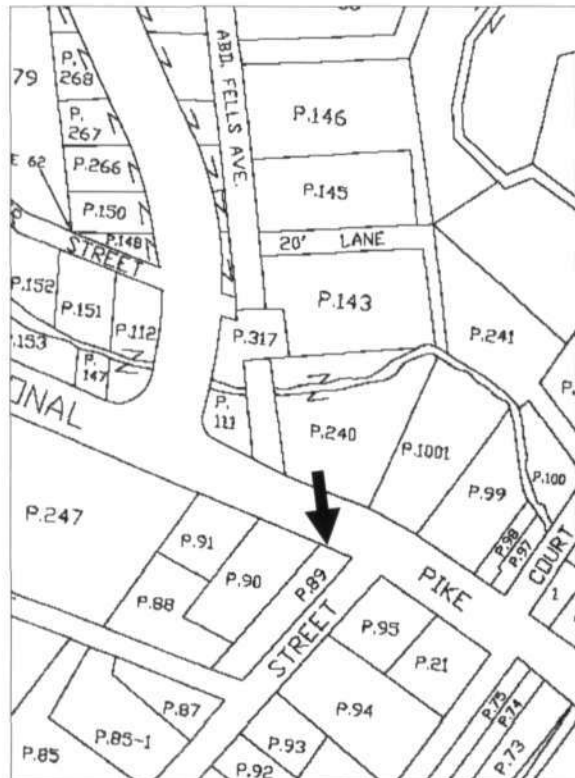 79
P.
268
ABD. FELLS AVE.
P.
267
P.146
E 62
P.266
P.145
P.150
P.148
STREET
20' LANE
P.152
P.151
P.143
P.112
P.317
P.241
.153
P.
147
ONAL
P.
111
P.240
P.1001
P.99
P.100
P.98
P.97
COURT
P.247
P.91
P.90
P.89
PIKE
1
P.88
STREET
P.95
P.21
P.87
P.94
P.75
P.74
P.85-1
P.93
P.73
P.85
P.92